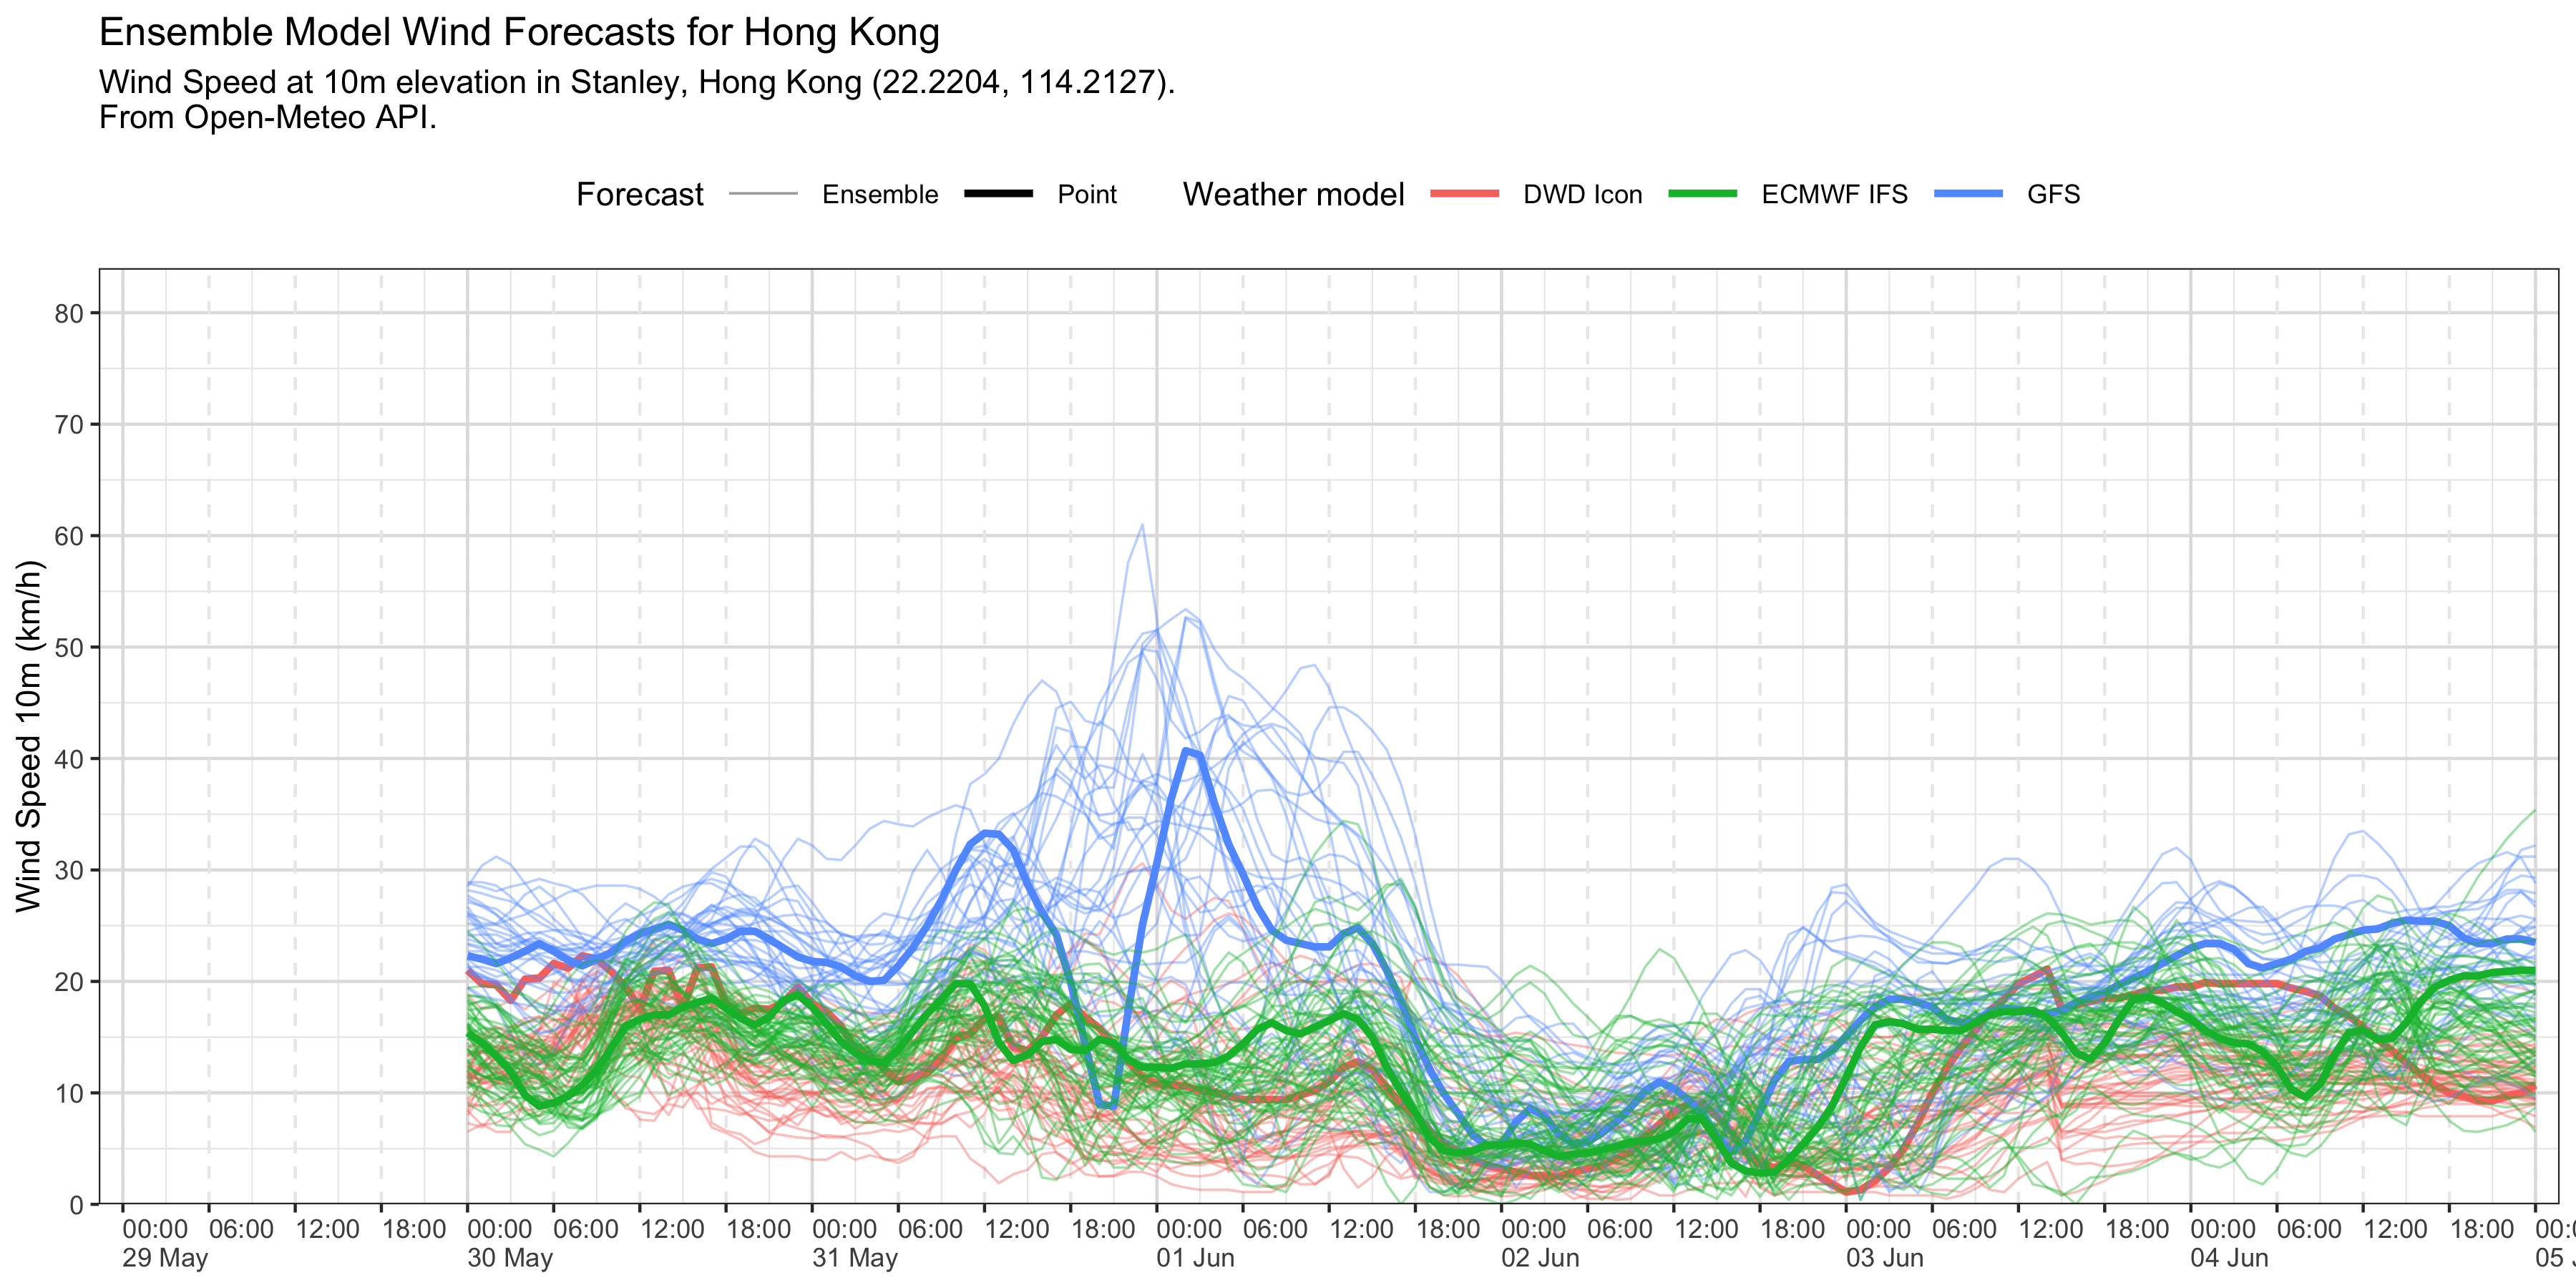 Ensemble Model Wind Forecasts for Hong Kong
Wind Speed at 10m elevation in Stanley, Hong Kong (22.2204, 114.2127).
From Open-Meteo API.
Forecast Ensemble Point Weather model DWD Icon ECMWF IFS GFS
Wind Speed 10m (km/h)
80
70
60
50
40
30
20
10
0
00:00 06:00 12:00 18:00 00:00 06:00 12:00 18:00 00:00 06:00 12:00 18:00 00:00 06:00 12:00 18:00 00:00 06:00 12:00 18:00 00:00 06:00 12:00 18:00 00:00 06:00 12:00 18:00 00:0
29 May 30 May 31 May 01 Jun 02 Jun 03 Jun 04 Jun 05